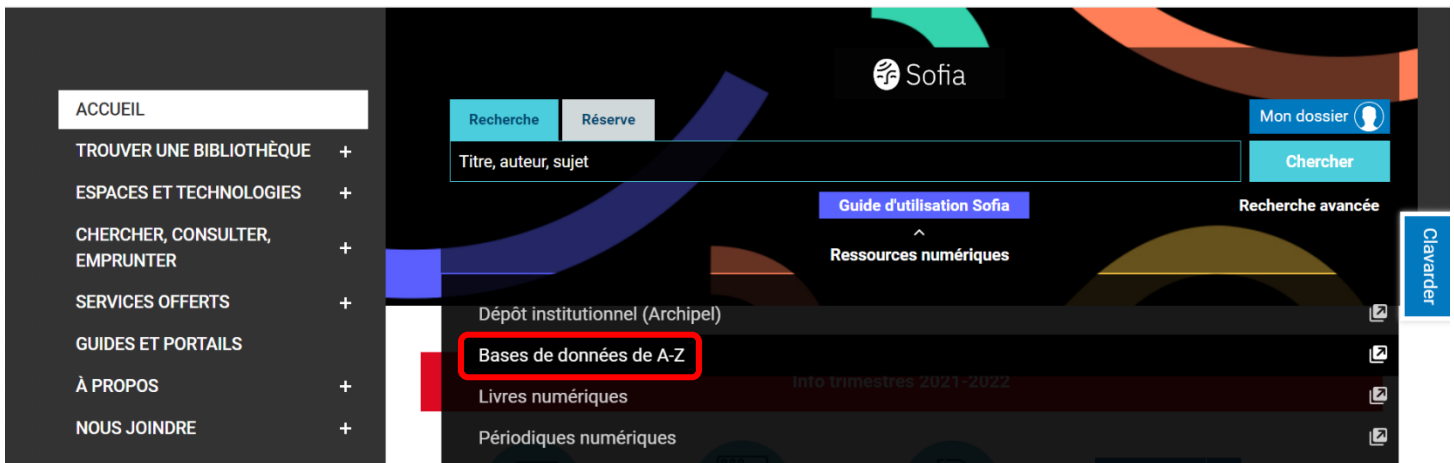 ACCUEIL
TROUVER UNE BIBLIOTHÈQUE +
ESPACES ET TECHNOLOGIES +
CHERCHER, CONSULTER,
EMPRUNTER +
SERVICES OFFERTS +
GUIDES ET PORTAILS
À PROPOS +
NOUS JOINDRE +
Sofia
Recherche Réserve
Mon dossier
Titre, auteur, sujet
Chercher
Guide d'utilisation Sofia
Recherche avancée
Ressources numériques
Dépôt institutionnel (Archipel)
Bases de données de A-Z
Info trimestres 2021-2022
Livres numériques
Périodiques numériques
Clavarder